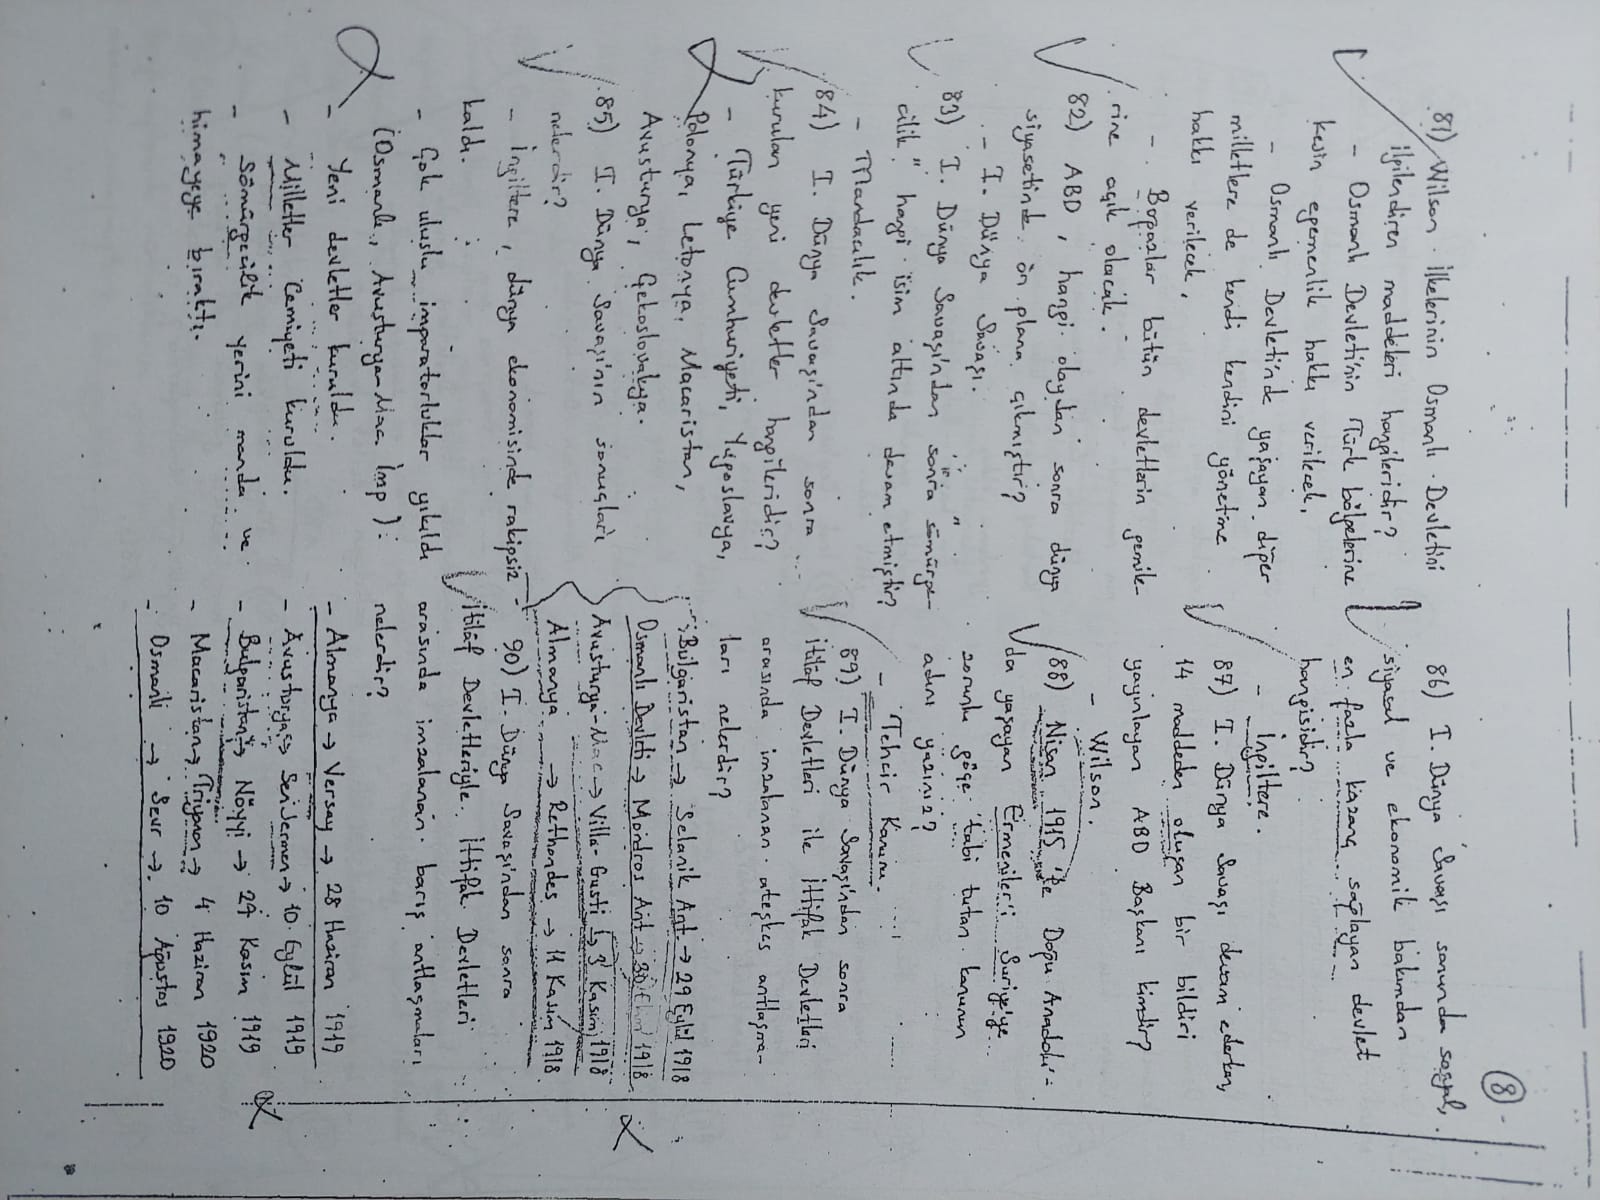 8
81) Wilson İlkelerinin Osmanlı Devletini
ilgilendiren maddeleri hangileridir?
- Osmanlı Devleti'nin Türk bölgelerine
kesin egemenlik hakkı verilecek.
- Osmanlı Devleti'nde yaşayan diğer
milletlere de kendi kendini yönetme
hakkı verilecek.
- Boğazlar bütün devletlerin gemile-
rine açık olacak.
82) ABD, hangi olaydan sonra dünya
siyasetinde ön plana çıkmıştır?
- I. Dünya Savaşı.
83) I. Dünya Savaşı'ndan sonra "sömürge-
cilik" hangi isim altında devam etmiştir?
- Mandacılık.
84) I. Dünya Savaşı'ndan sonra
kurulan yeni devletler hangileridir?
- Türkiye Cumhuriyeti, Yugoslavya,
Polonya, Letonya, Macaristan,
Avusturya, Çekoslovakya.
85) I. Dünya Savaşı'nın sonuçları
nelerdir?
- İngiltere, dünya ekonomisinde rakipsiz
kaldı.
- Çok uluslu imparatorluklar yıkıldı
(Osmanlı, Avusturya-Mac. İmp).
- Yeni devletler kuruldu.
- Milletler Cemiyeti kuruldu.
- Sömürgecilik yerini manda ve
himayeye bıraktı.
86) I. Dünya Savaşı sonunda sosyal,
siyasal ve ekonomik bakımdan
en fazla kazanç sağlayan devlet
hangisidir?
- İngiltere.
87) I. Dünya Savaşı devam ederken,
14 maddeden oluşan bir bildiri
yayınlayan ABD Başkanı kimdir?
- Wilson.
88) Nisan 1915'te Doğu Anadolu'-
da yaşayan Ermeniler'i Suriye'ye
zorunlu göçe tabi tutan kanunun
adını yazınız?
- Tehcir Kanunu.
89) I. Dünya Savaşı'ndan sonra
İtilaf Devletleri ile İttifak Devletleri
arasında imzalanan ateşkes antlaşma-
ları nelerdir?
Bulgaristan → Selanik Ant. → 29 Eylül 1918
Osmanlı Devleti → Mondros Ant → 30 Ekim 1918
Avusturya-Mac → Villa-Gusti → 3 Kasım 1918
Almanya → Rethondes → 11 Kasım 1918
90) I. Dünya Savaşı'ndan sonra
İtilâf Devletleriyle İttifak Devletleri
arasında imzalanan barış antlaşmaları
nelerdir?
- Almanya → Versay → 28 Haziran 1919
- Avusturya → Sen Jermen → 10 Eylül 1919
- Bulgaristan → Nöyyi → 27 Kasım 1919
- Macaristan → Triyanon → 4 Haziran 1920
- Osmanlı → Sevr → 10 Ağustos 1920